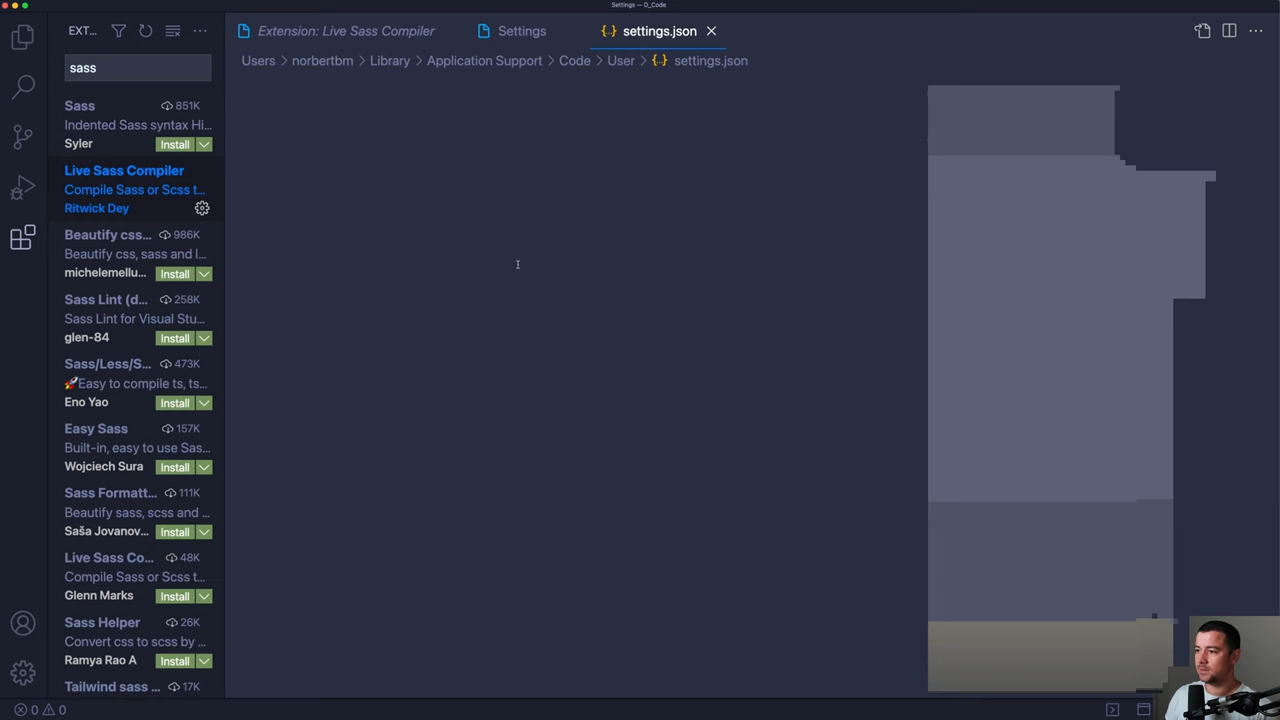 Settings — D_Code
EXT...
Extension: Live Sass Compiler
Settings
{..} settings.json
Users > norbertbm > Library > Application Support > Code > User > {..} settings.json
sass
Sass 851K
Indented Sass syntax Hi...
Syler Install
Live Sass Compiler
Compile Sass or Scss t...
Ritwick Dey
Beautify css... 986K
Beautify css, sass and l...
michelemellu... Install
Sass Lint (d... 258K
Sass Lint for Visual Stu...
glen-84 Install
Sass/Less/S... 473K
🚀Easy to compile ts, ts...
Eno Yao Install
Easy Sass 157K
Built-in, easy to use Sas...
Wojciech Sura Install
Sass Formatt... 111K
Beautify sass, scss and ...
Saša Jovanov... Install
Live Sass Co... 48K
Compile Sass or Scss t...
Glenn Marks Install
Sass Helper 26K
Convert css to scss by ...
Ramya Rao A Install
Tailwind sass ... 17K
0 0